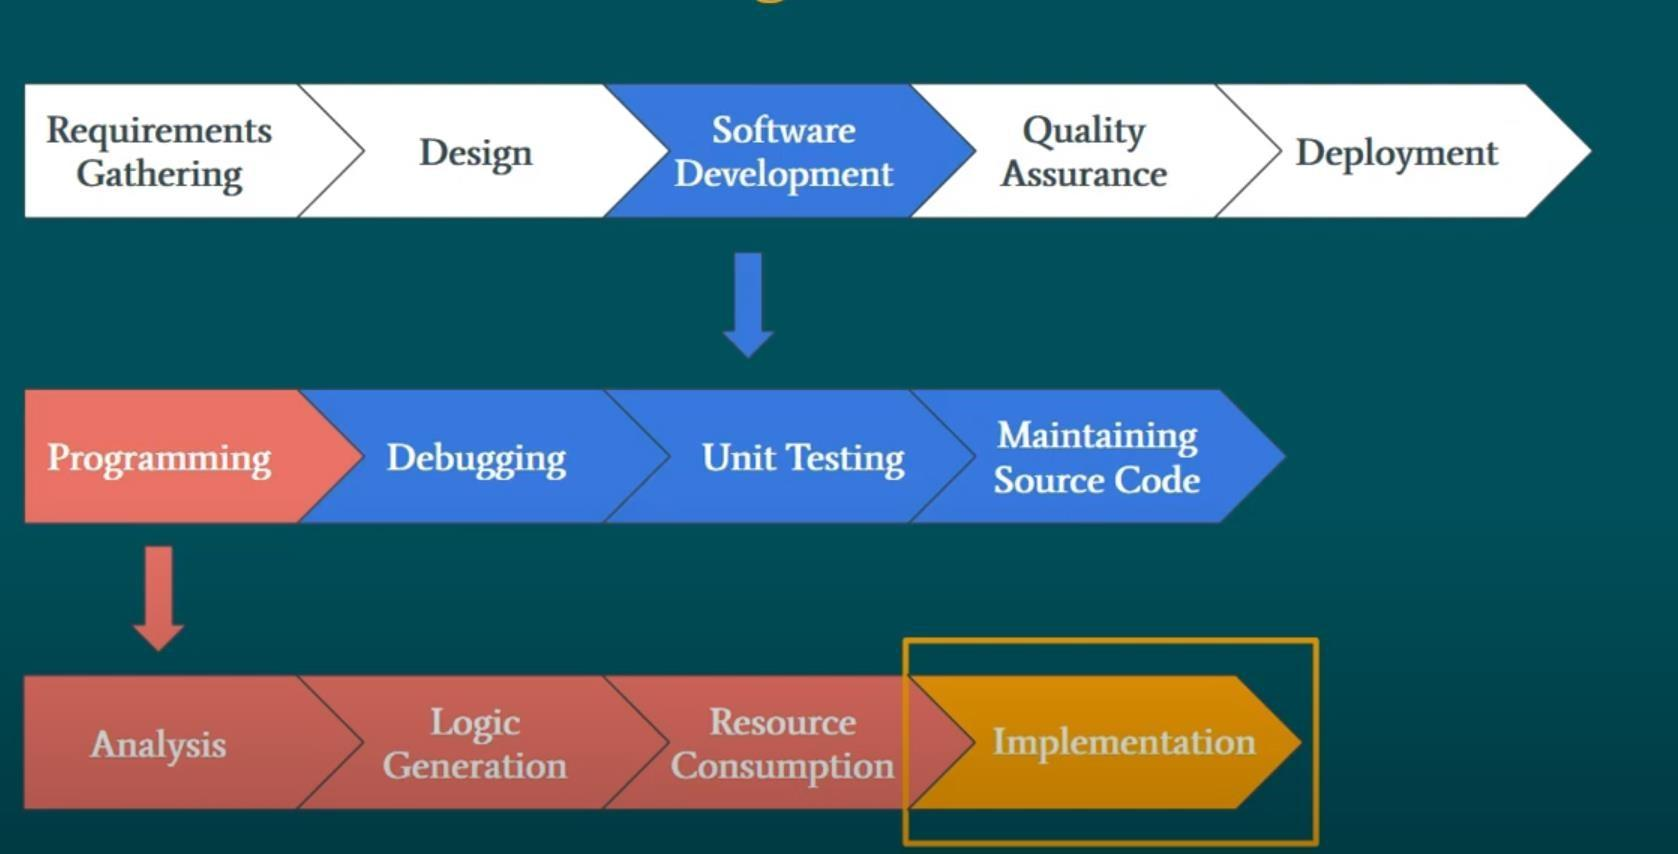 Requirements
Gathering
Design
Software
Development
Quality
Assurance
Deployment
Programming
Debugging
Unit Testing
Maintaining
Source Code
Analysis
Logic
Generation
Resource
Consumption
Implementation